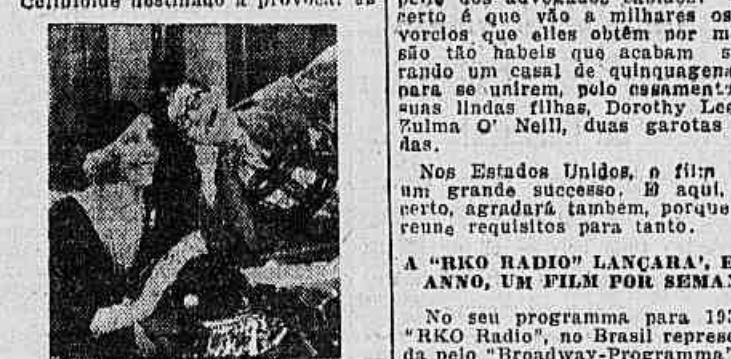 Celluloide destinado a provocar as
certo é que vão a milhares os
vorcios que elles obtêm por m
são tão habeis que acabam s
rando um casal de quinquagena
para se unirem, pelo casament
suas lindas filhas, Dorothy Lee
Zulma O' Neill, duas garotas
das.
Nos Estados Unidos, o film
um grande successo. E aqui,
certo, agradará também, porque
reune requisitos para tanto.
A "RKO RADIO" LANÇARA', E
ANNO, UM FILM POR SEMA
No seu programma para 193
"RKO Radio", no Brasil represe
da pelo "Broadway-Programma"